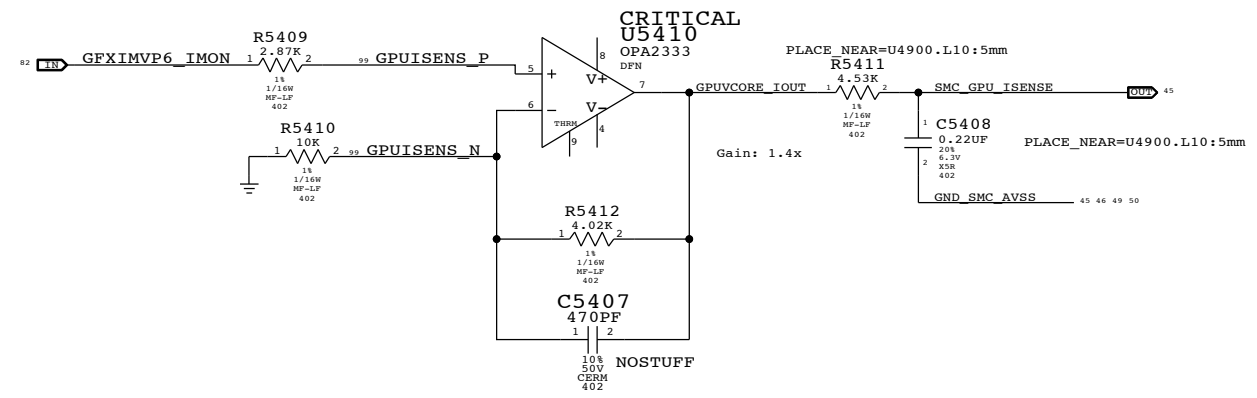 CRITICAL
U5410
OPA2333
DFN
8
V+
5
+
6
−
V−
THRM
9
4
7
82 IN GFXIMVP6_IMON
R5409
2.87K
1 2
1%
1/16W
MF-LF
402
99 GPUISENS_P
R5410
10K
1 2
1%
1/16W
MF-LF
402
99 GPUISENS_N
GPUVCORE_IOUT
PLACE_NEAR=U4900.L10:5mm
R5411
4.53K
1 2
1%
1/16W
MF-LF
402
SMC_GPU_ISENSE
OUT 45
Gain: 1.4x
1
C5408
0.22UF
20%
6.3V
X5R
402
2
PLACE_NEAR=U4900.L10:5mm
GND_SMC_AVSS 45 46 49 50
R5412
4.02K
1 2
1%
1/16W
MF-LF
402
C5407
470PF
1 2
10%
50V
CERM
402
NOSTUFF